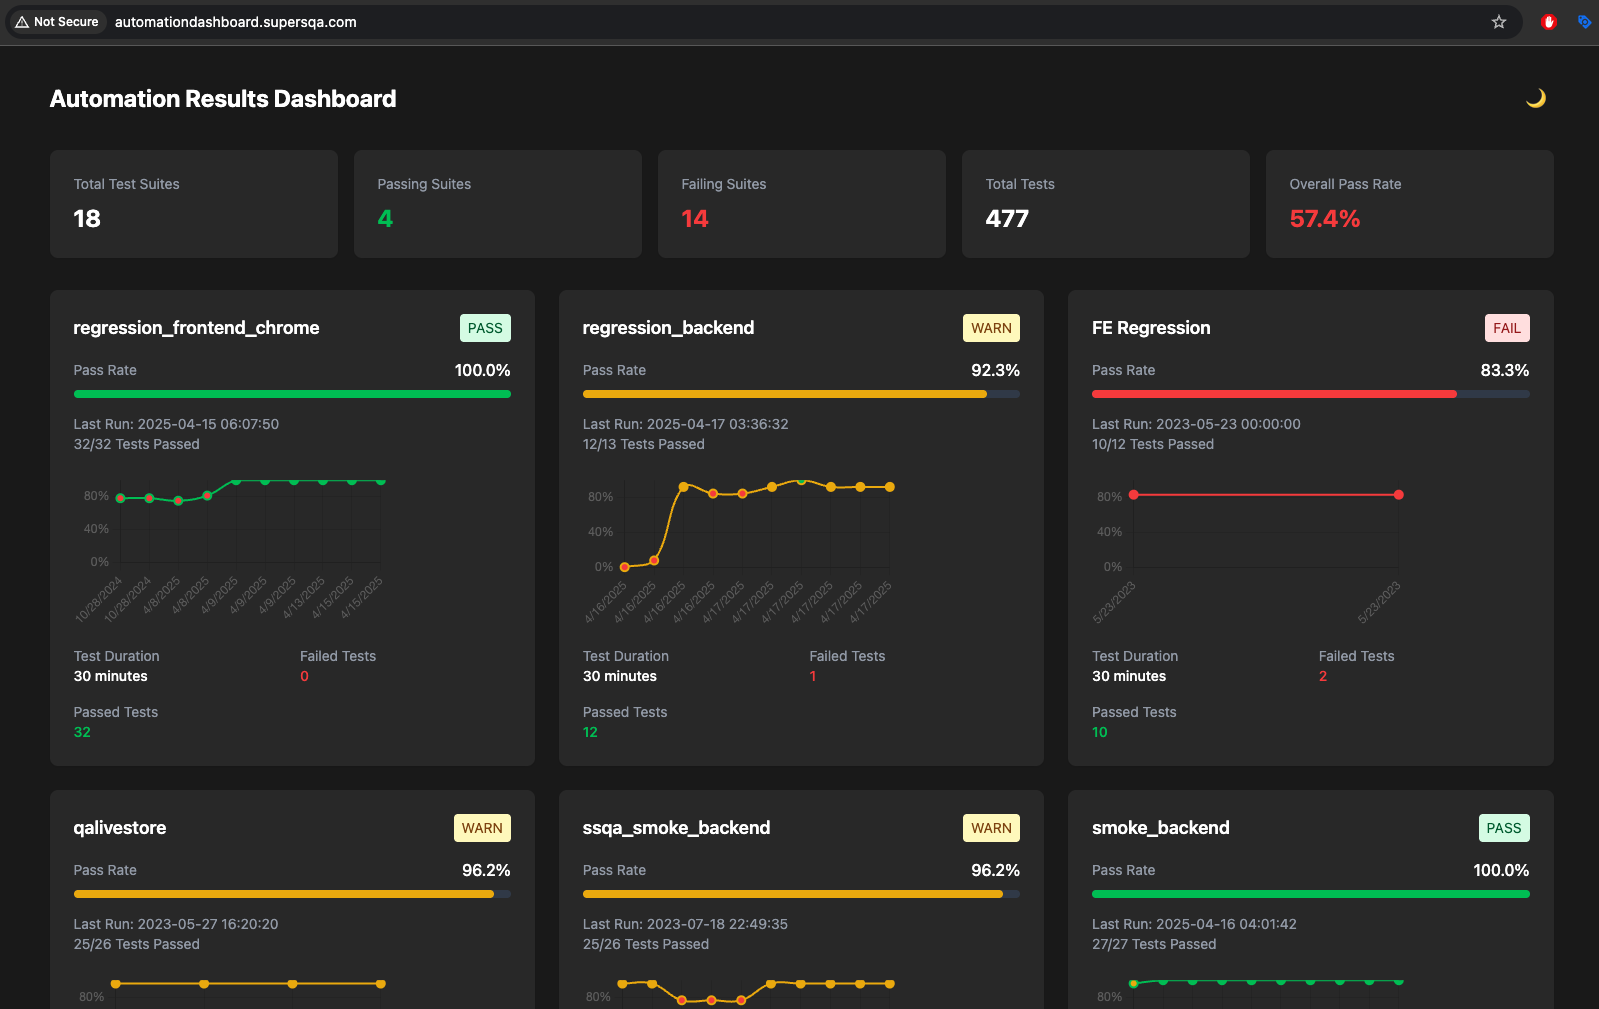 Not Secure automationdashboard.supersqa.com
Automation Results Dashboard
Total Test Suites
18
Passing Suites
4
Failing Suites
14
Total Tests
477
Overall Pass Rate
57.4%
regression_frontend_chrome PASS
Pass Rate 100.0%
Last Run: 2025-04-15 06:07:50
32/32 Tests Passed
80%
40%
0%
10/28/2024 10/28/2024 4/8/2025 4/8/2025 4/9/2025 4/9/2025 4/9/2025 4/13/2025 4/15/2025 4/15/2025
Test Duration Failed Tests
30 minutes 0
Passed Tests
32
regression_backend WARN
Pass Rate 92.3%
Last Run: 2025-04-17 03:36:32
12/13 Tests Passed
80%
40%
0%
4/16/2025 4/16/2025 4/16/2025 4/16/2025 4/17/2025 4/17/2025 4/17/2025 4/17/2025 4/17/2025 4/17/2025
Test Duration Failed Tests
30 minutes 1
Passed Tests
12
FE Regression FAIL
Pass Rate 83.3%
Last Run: 2023-05-23 00:00:00
10/12 Tests Passed
80%
40%
0%
5/23/2023 5/23/2023
Test Duration Failed Tests
30 minutes 2
Passed Tests
10
qalivestore WARN
Pass Rate 96.2%
Last Run: 2023-05-27 16:20:20
25/26 Tests Passed
80%
ssqa_smoke_backend WARN
Pass Rate 96.2%
Last Run: 2023-07-18 22:49:35
25/26 Tests Passed
80%
smoke_backend PASS
Pass Rate 100.0%
Last Run: 2025-04-16 04:01:42
27/27 Tests Passed
80%